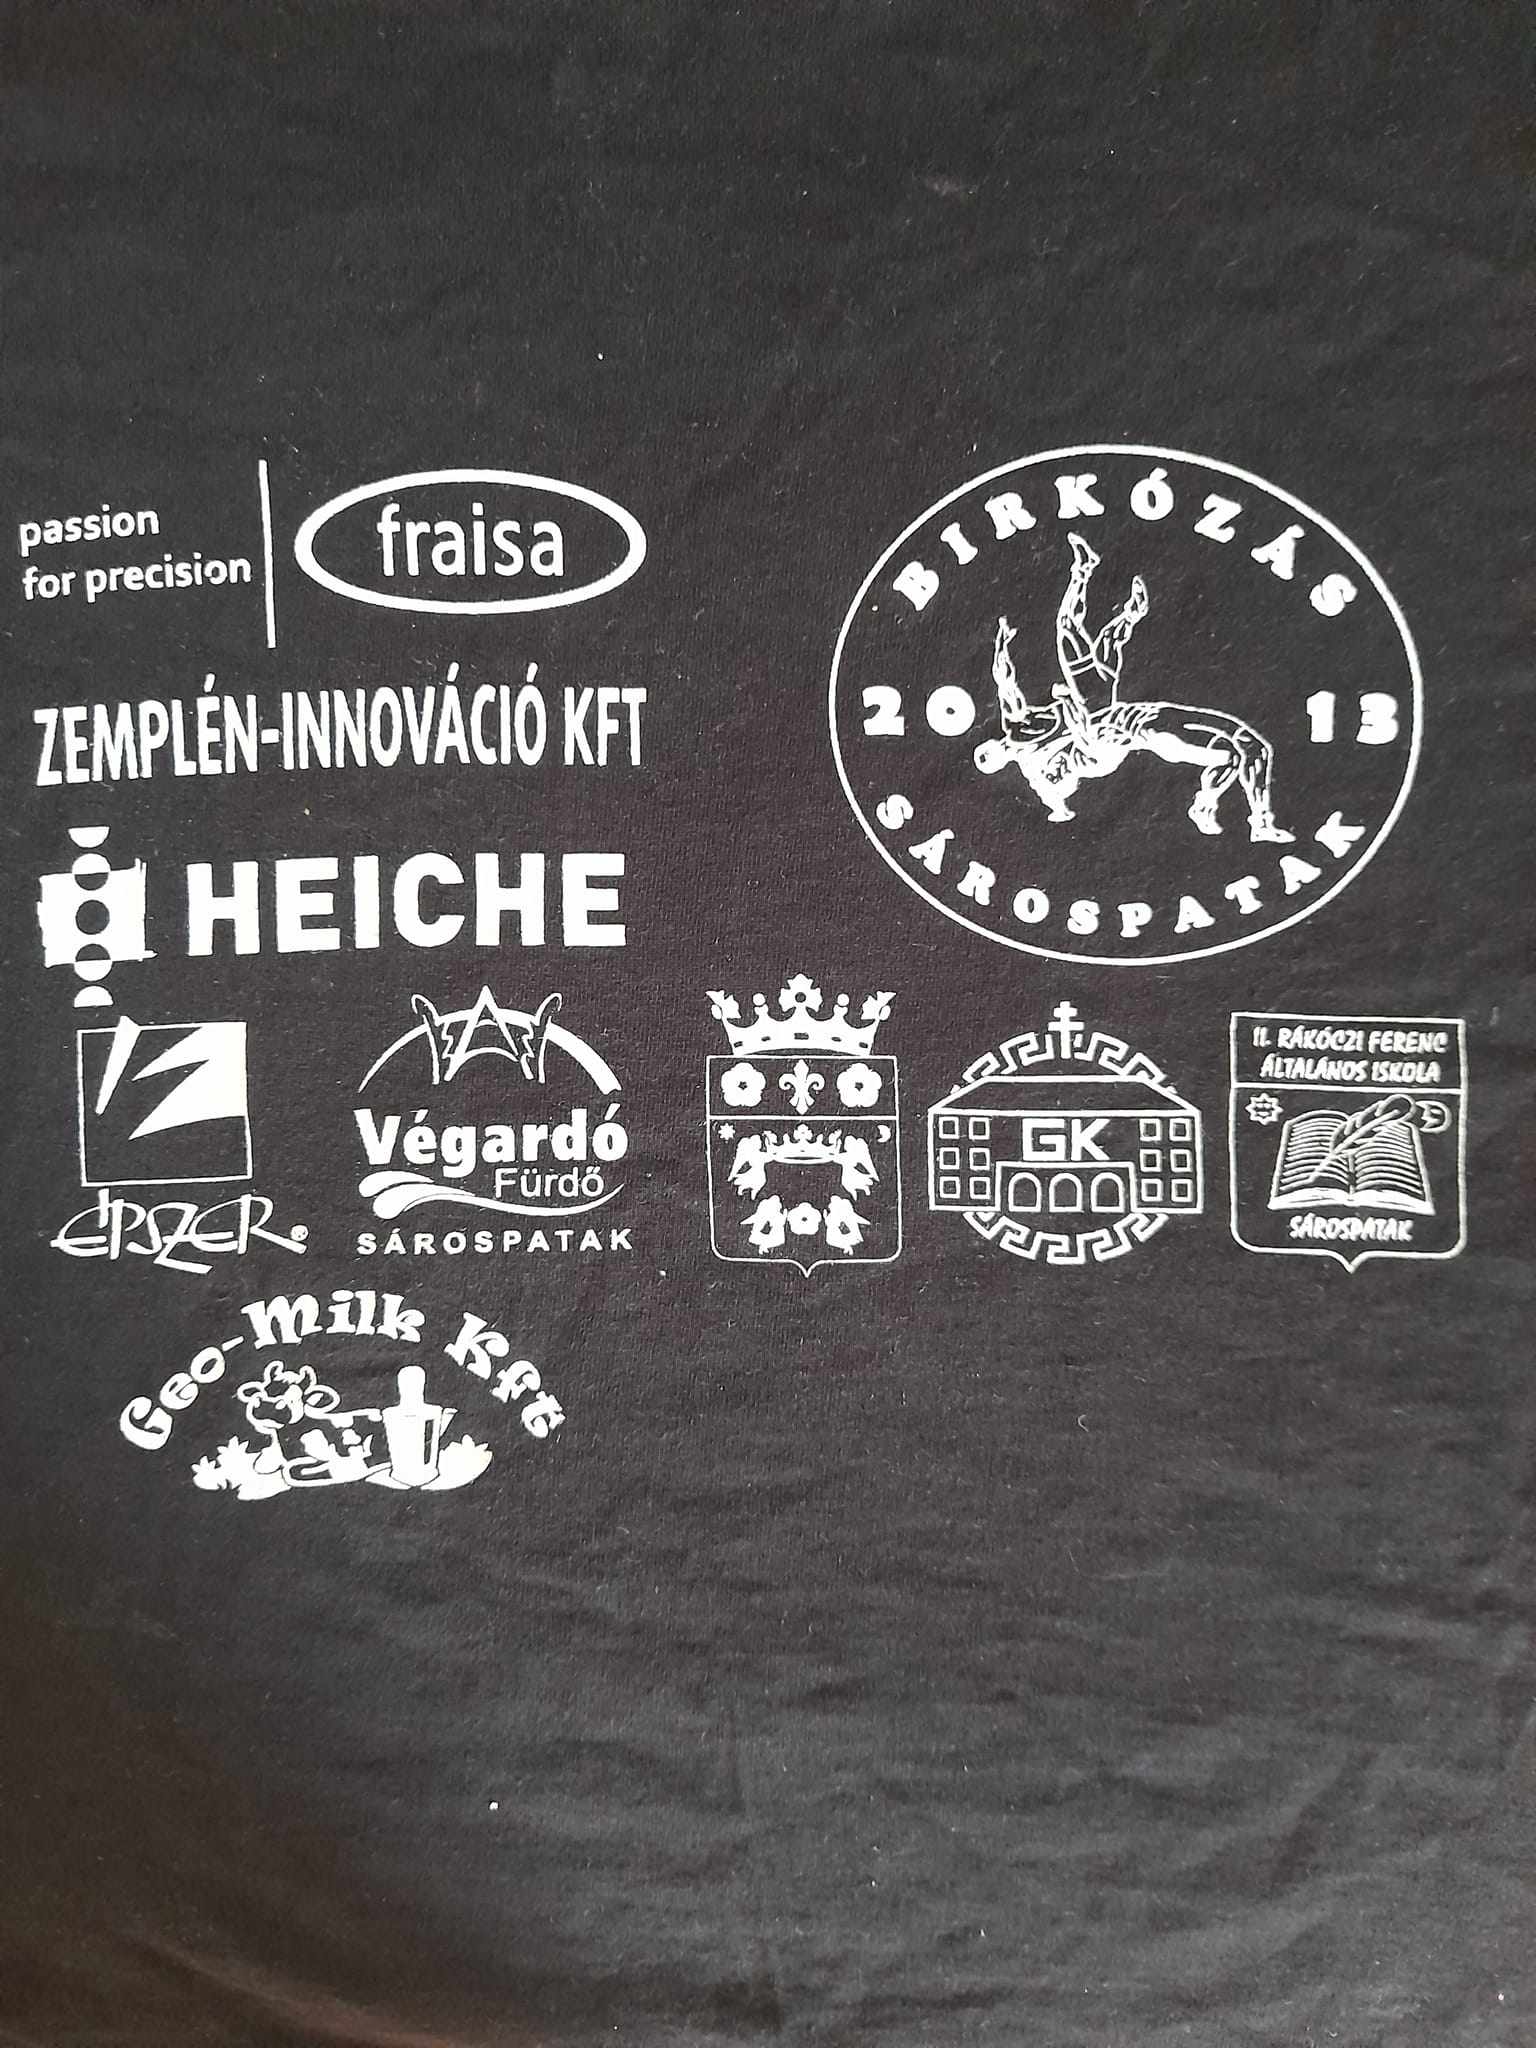 passion
for precision
fraisa
ZEMPLÉN-INNOVÁCIÓ KFT
HEICHE
BIRKÓZÁS
20 13
SÁROSPATAK
ÉPSZER®
Végardó
Fürdő
SÁROSPATAK
GK
II. RÁKÓCZI FERENC
ÁLTALÁNOS ISKOLA
SÁROSPATAK
Geo-Milk Kft